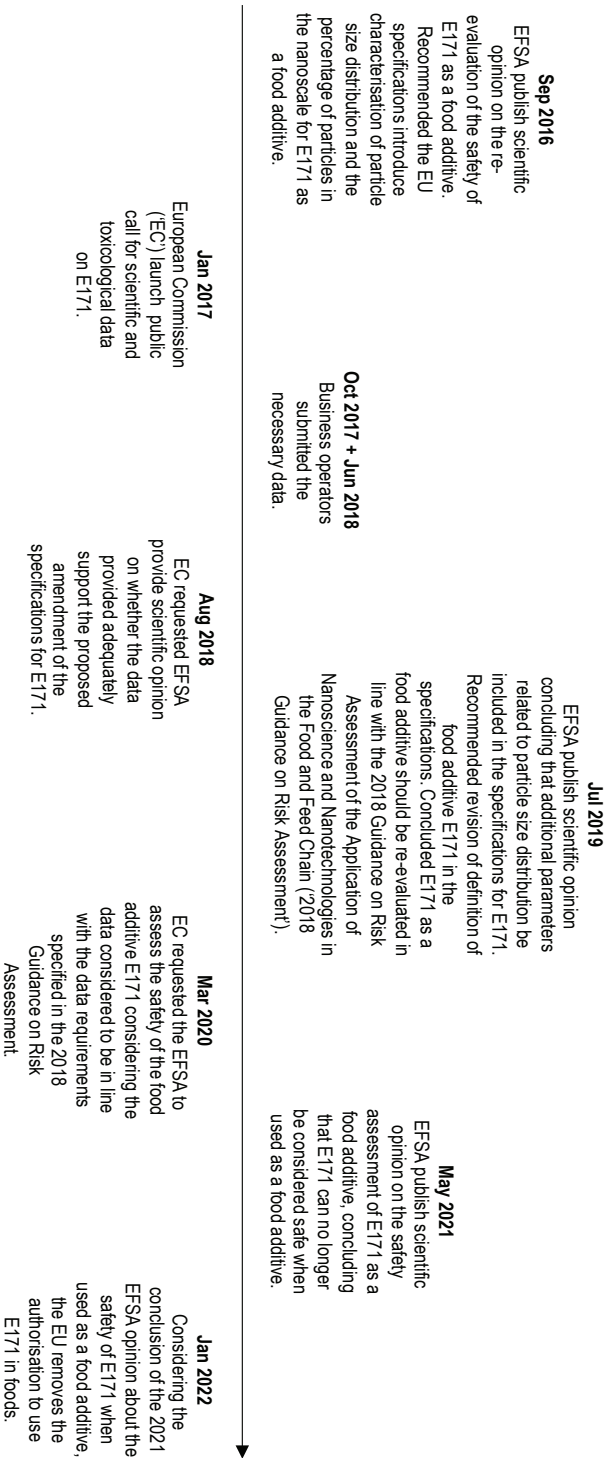 Sep 2016
EFSA publish scientific
opinion on the re-
evaluation of the safety of
E171 as a food additive.
Recommended the EU
specifications introduce
characterisation of particle
size distribution and the
percentage of particles in
the nanoscale for E171 as
a food additive.
Jan 2017
European Commission
('EC') launch public
call for scientific and
toxicological data
on E171.
Oct 2017 + Jun 2018
Business operators
submitted the
necessary data.
Aug 2018
EC requested EFSA
provide scientific opinion
on whether the data
provided adequately
support the proposed
amendment of the
specifications for E171.
Jul 2019
EFSA publish scientific opinion
concluding that additional parameters
related to particle size distribution be
included in the specifications for E171.
Recommended revision of definition of
food additive E171 in the
specifications. Concluded E171 as a
food additive should be re-evaluated in
line with the 2018 Guidance on Risk
Assessment of the Application of
Nanoscience and Nanotechnologies in
the Food and Feed Chain ('2018
Guidance on Risk Assessment').
Mar 2020
EC requested the EFSA to
assess the safety of the food
additive E171 considering the
data considered to be in line
with the data requirements
specified in the 2018
Guidance on Risk
Assessment.
May 2021
EFSA publish scientific
opinion on the safety
assessment of E171 as a
food additive, concluding
that E171 can no longer
be considered safe when
used as a food additive.
Jan 2022
Considering the
conclusion of the 2021
EFSA opinion about the
safety of E171 when
used as a food additive,
the EU removes the
authorisation to use
E171 in foods.